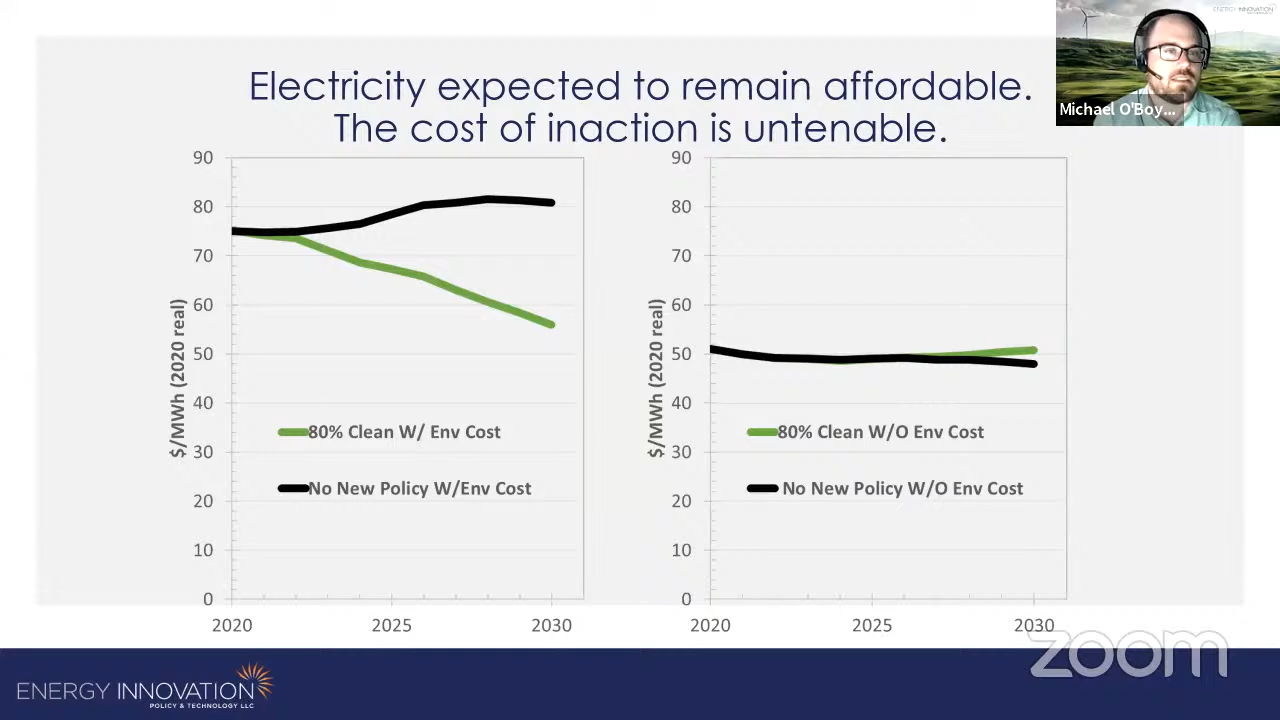 Electricity expected to remain affordable.
The cost of inaction is untenable.
ENERGY INNOVATION
Michael O'Boy...
90
80
70
60
50
40
30
20
10
0
$/MWh (2020 real)
80% Clean W/ Env Cost
No New Policy W/Env Cost
2020
2025
2030
90
80
70
60
50
40
30
20
10
0
$/MWh (2020 real)
80% Clean W/O Env Cost
No New Policy W/O Env Cost
2020
2025
2030
zoom
ENERGY INNOVATION
POLICY & TECHNOLOGY LLC